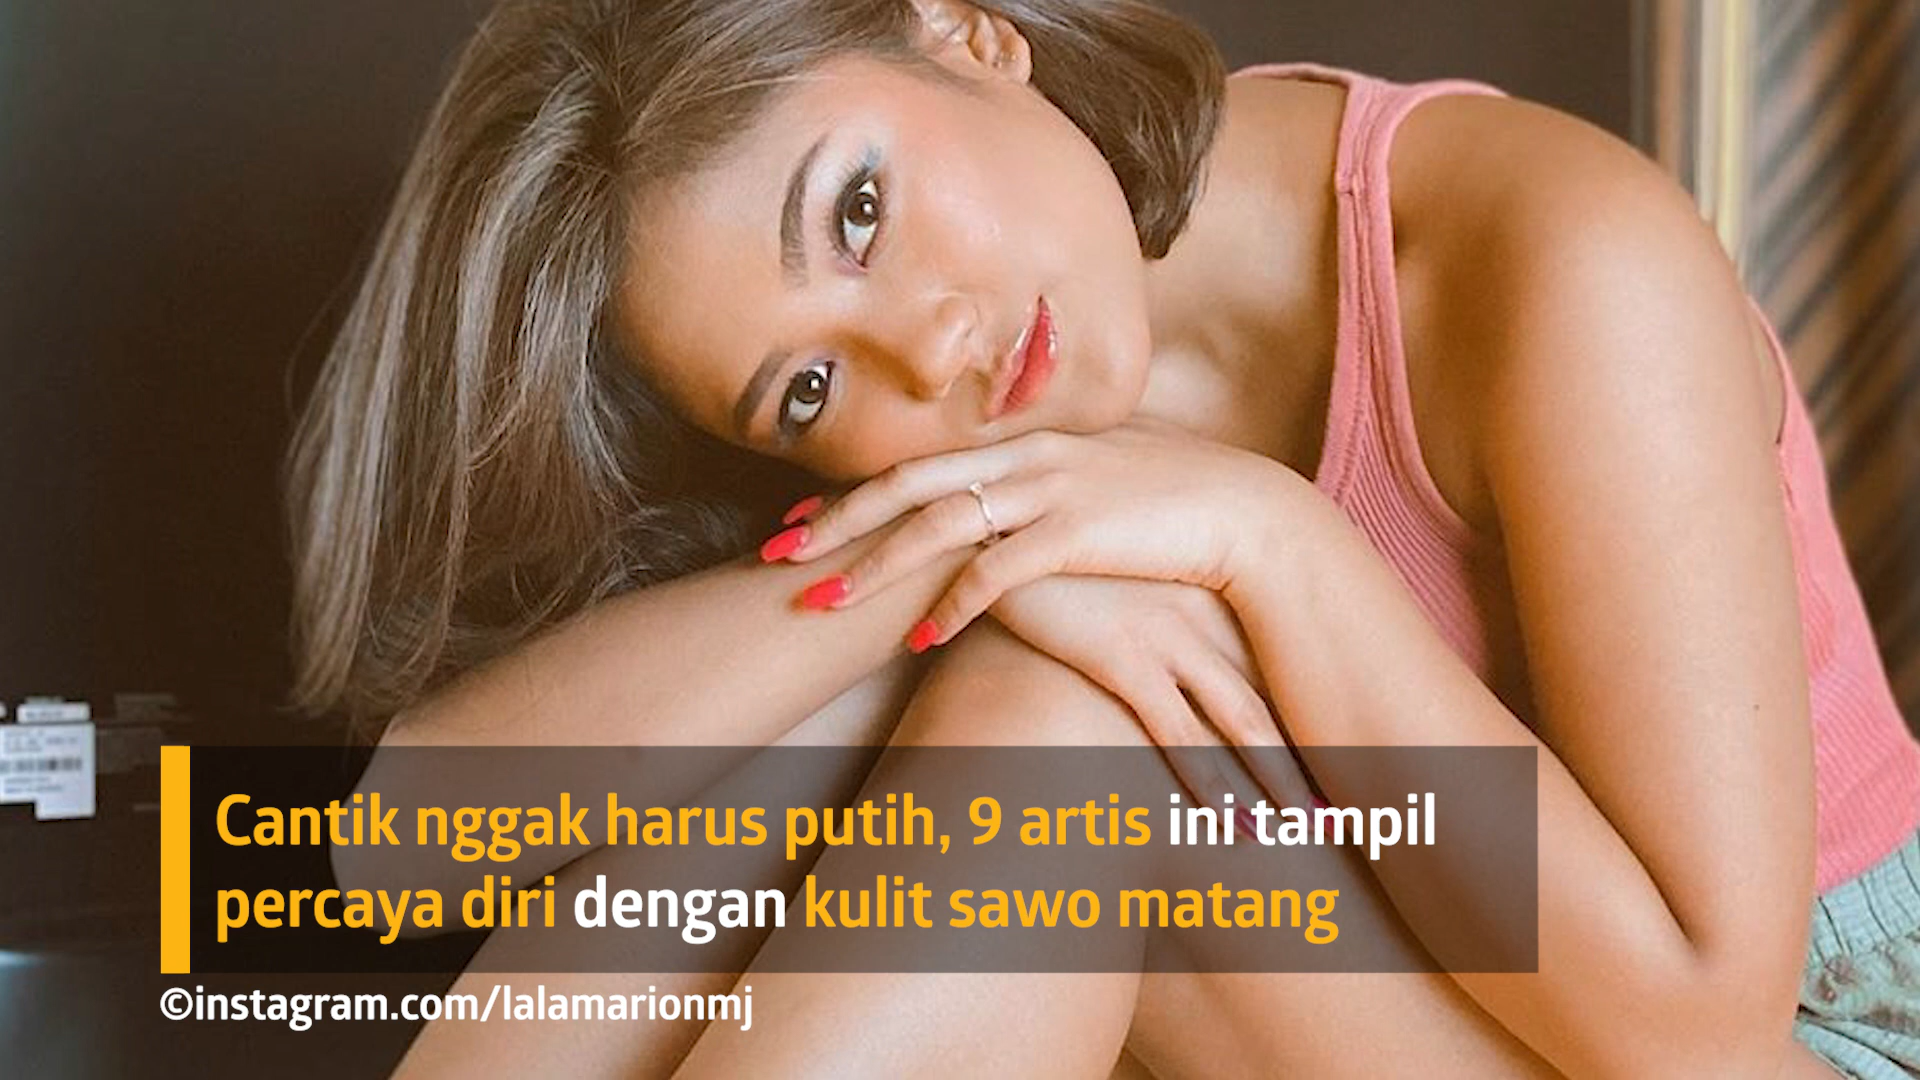 Cantik nggak harus putih, 9 artis ini tampil
percaya diri dengan kulit sawo matang
©instagram.com/lalamarionmj